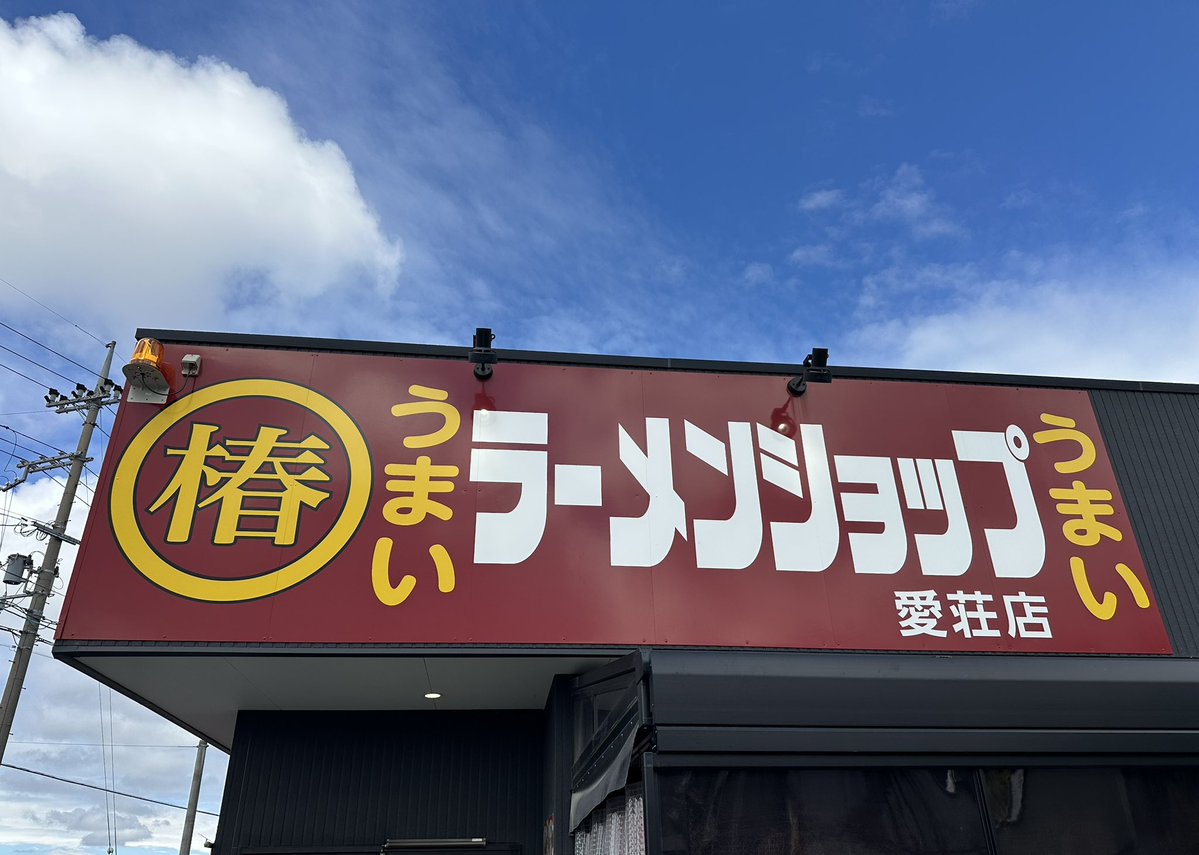 椿
うまい
ラーメンショップ
うまい
愛荘店